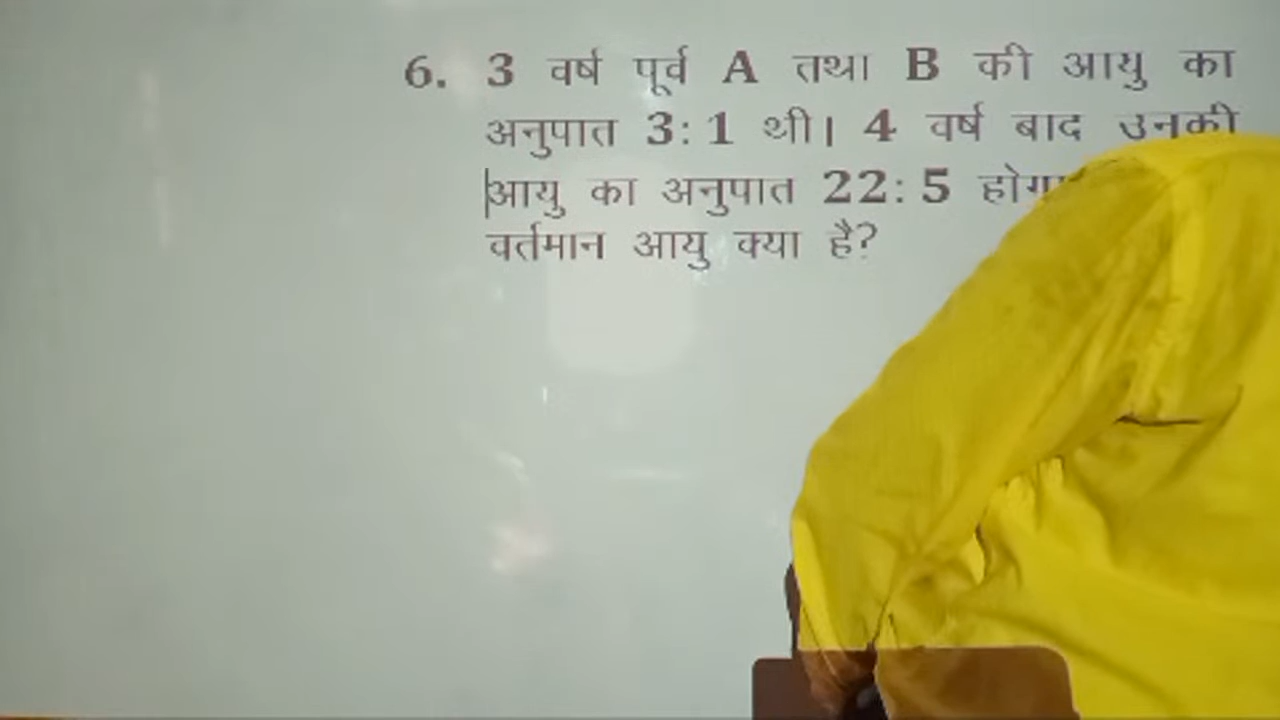 6. 3 वर्ष पूर्व A तथा B की आयु का
अनुपात 3:1 थी। 4 वर्ष बाद उनकी
आयु का अनुपात 22:5
वर्तमान आयु क्या है?